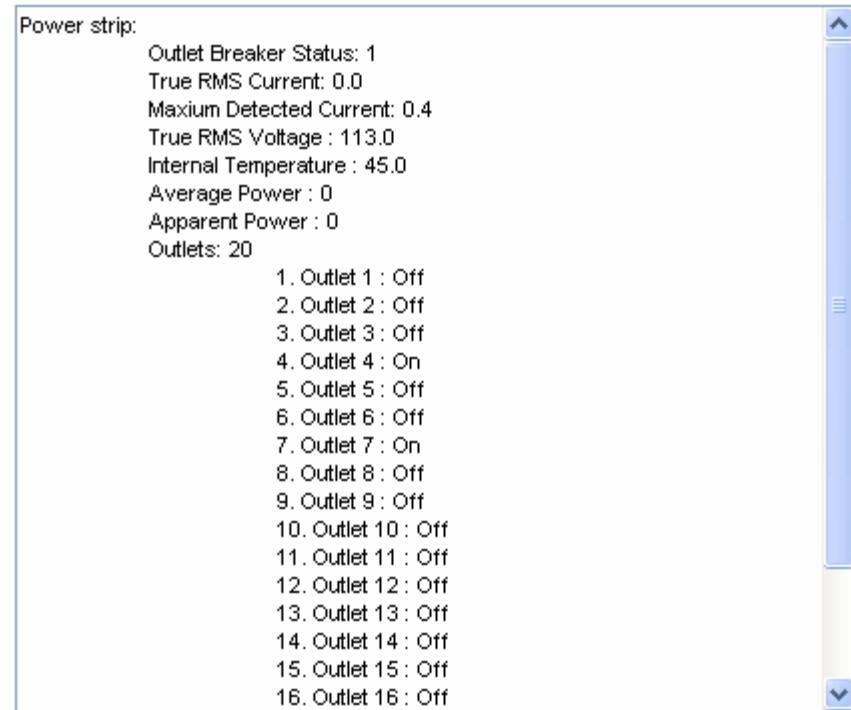 Power strip:
Outlet Breaker Status: 1
True RMS Current: 0.0
Maxium Detected Current: 0.4
True RMS Voltage : 113.0
Internal Temperature : 45.0
Average Power : 0
Apparent Power : 0
Outlets: 20
1. Outlet 1 : Off
2. Outlet 2 : Off
3. Outlet 3 : Off
4. Outlet 4 : On
5. Outlet 5 : Off
6. Outlet 6 : Off
7. Outlet 7 : On
8. Outlet 8 : Off
9. Outlet 9 : Off
10. Outlet 10 : Off
11. Outlet 11 : Off
12. Outlet 12 : Off
13. Outlet 13 : Off
14. Outlet 14 : Off
15. Outlet 15 : Off
16. Outlet 16 : Off